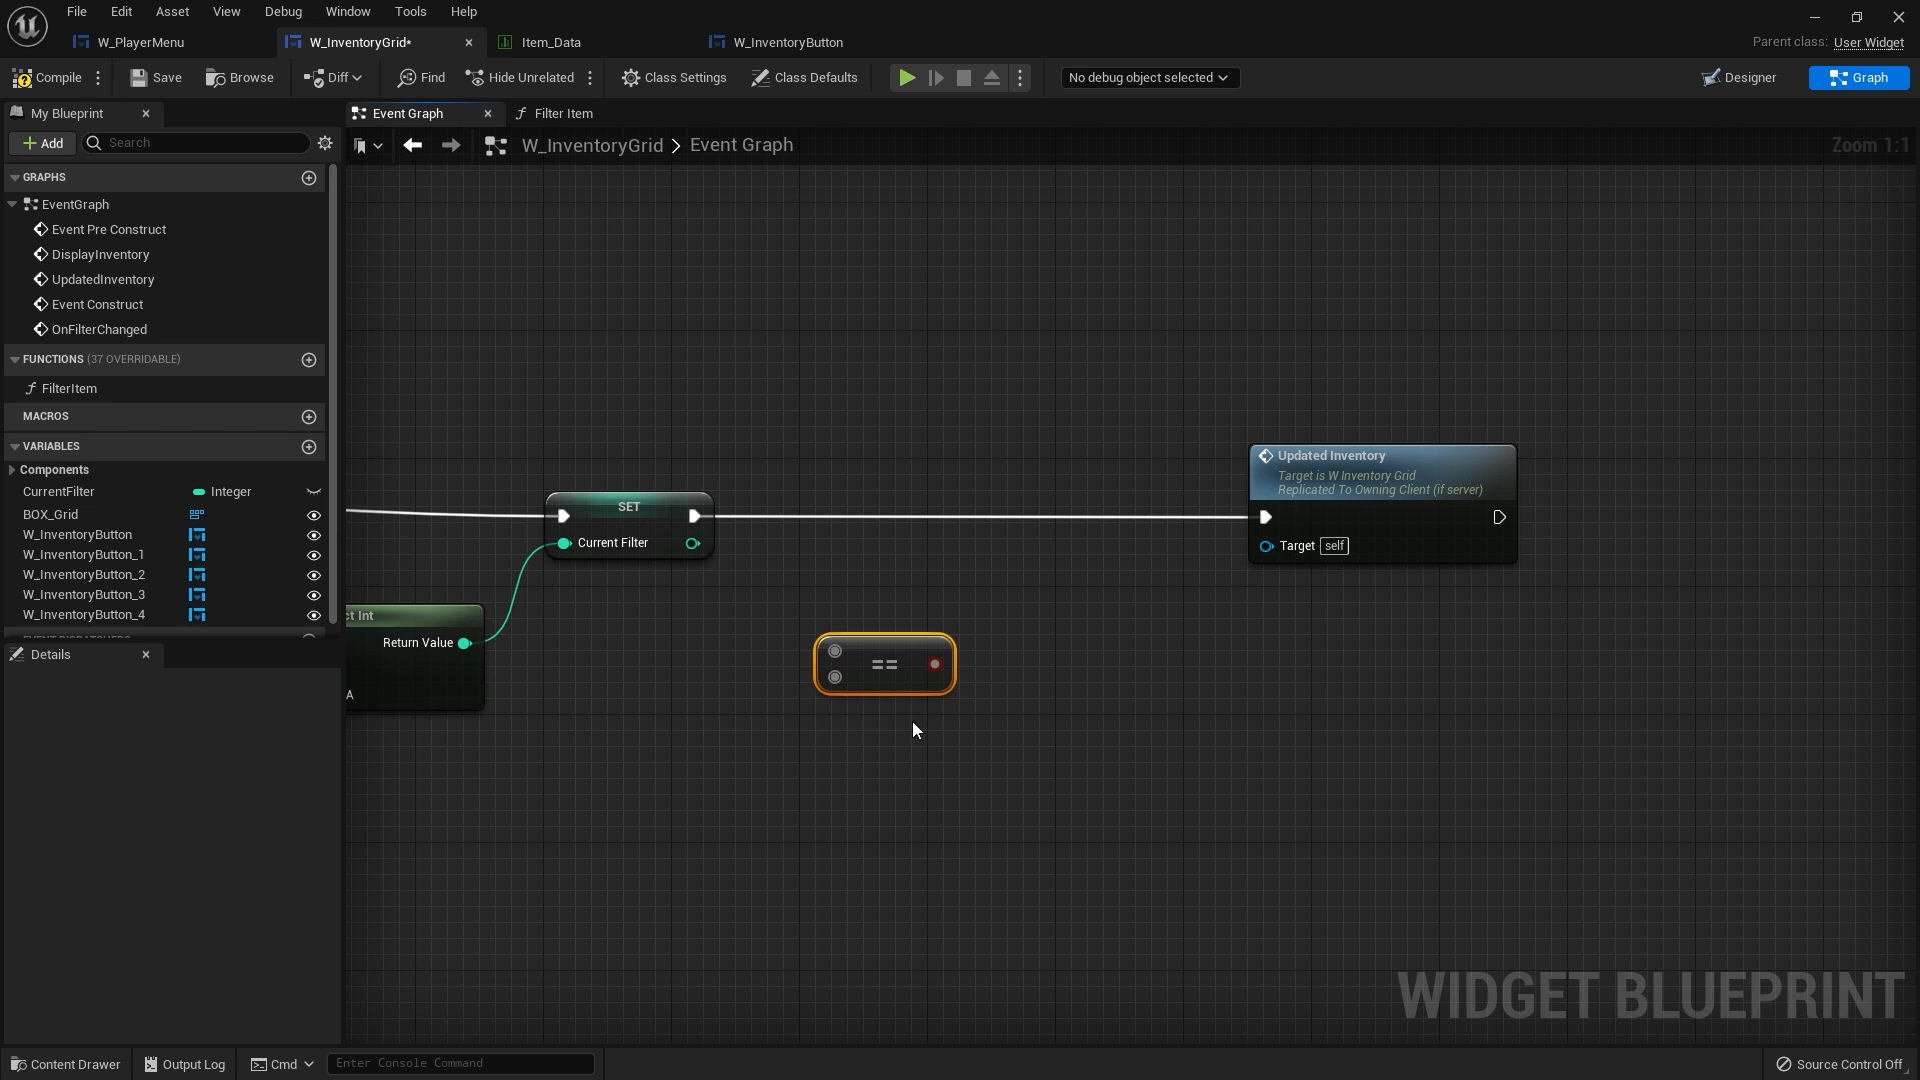 File Edit Asset View Debug Window Tools Help
W_PlayerMenu W_InventoryGrid* Item_Data W_InventoryButton
Parent class: User Widget
Compile Save Browse Diff Find Hide Unrelated Class Settings Class Defaults No debug object selected Designer Graph
My Blueprint Event Graph Filter Item
Add Search
W_InventoryGrid > Event Graph
Zoom 1:1
GRAPHS
EventGraph
Event Pre Construct
DisplayInventory
UpdatedInventory
Event Construct
OnFilterChanged
FUNCTIONS (37 OVERRIDABLE)
FilterItem
MACROS
VARIABLES
Components
CurrentFilter Integer
BOX_Grid
W_InventoryButton
W_InventoryButton_1
W_InventoryButton_2
W_InventoryButton_3
W_InventoryButton_4
Details
SET
Current Filter
ct Int
Return Value
A
==
Updated Inventory
Target is W Inventory Grid
Replicated To Owning Client (if server)
Target self
WIDGET BLUEPRINT
Content Drawer Output Log Cmd Enter Console Command Source Control Off